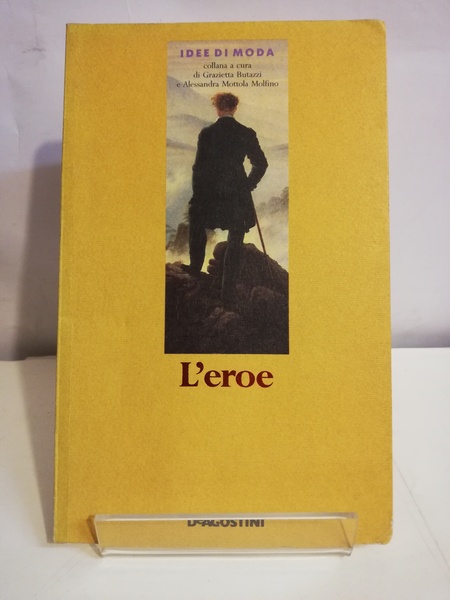 IDEE DI MODA
collana a cura
di Grazietta Butazzi
e Alessandra Mottola Molfino
L'eroe
DEAGOSTINI